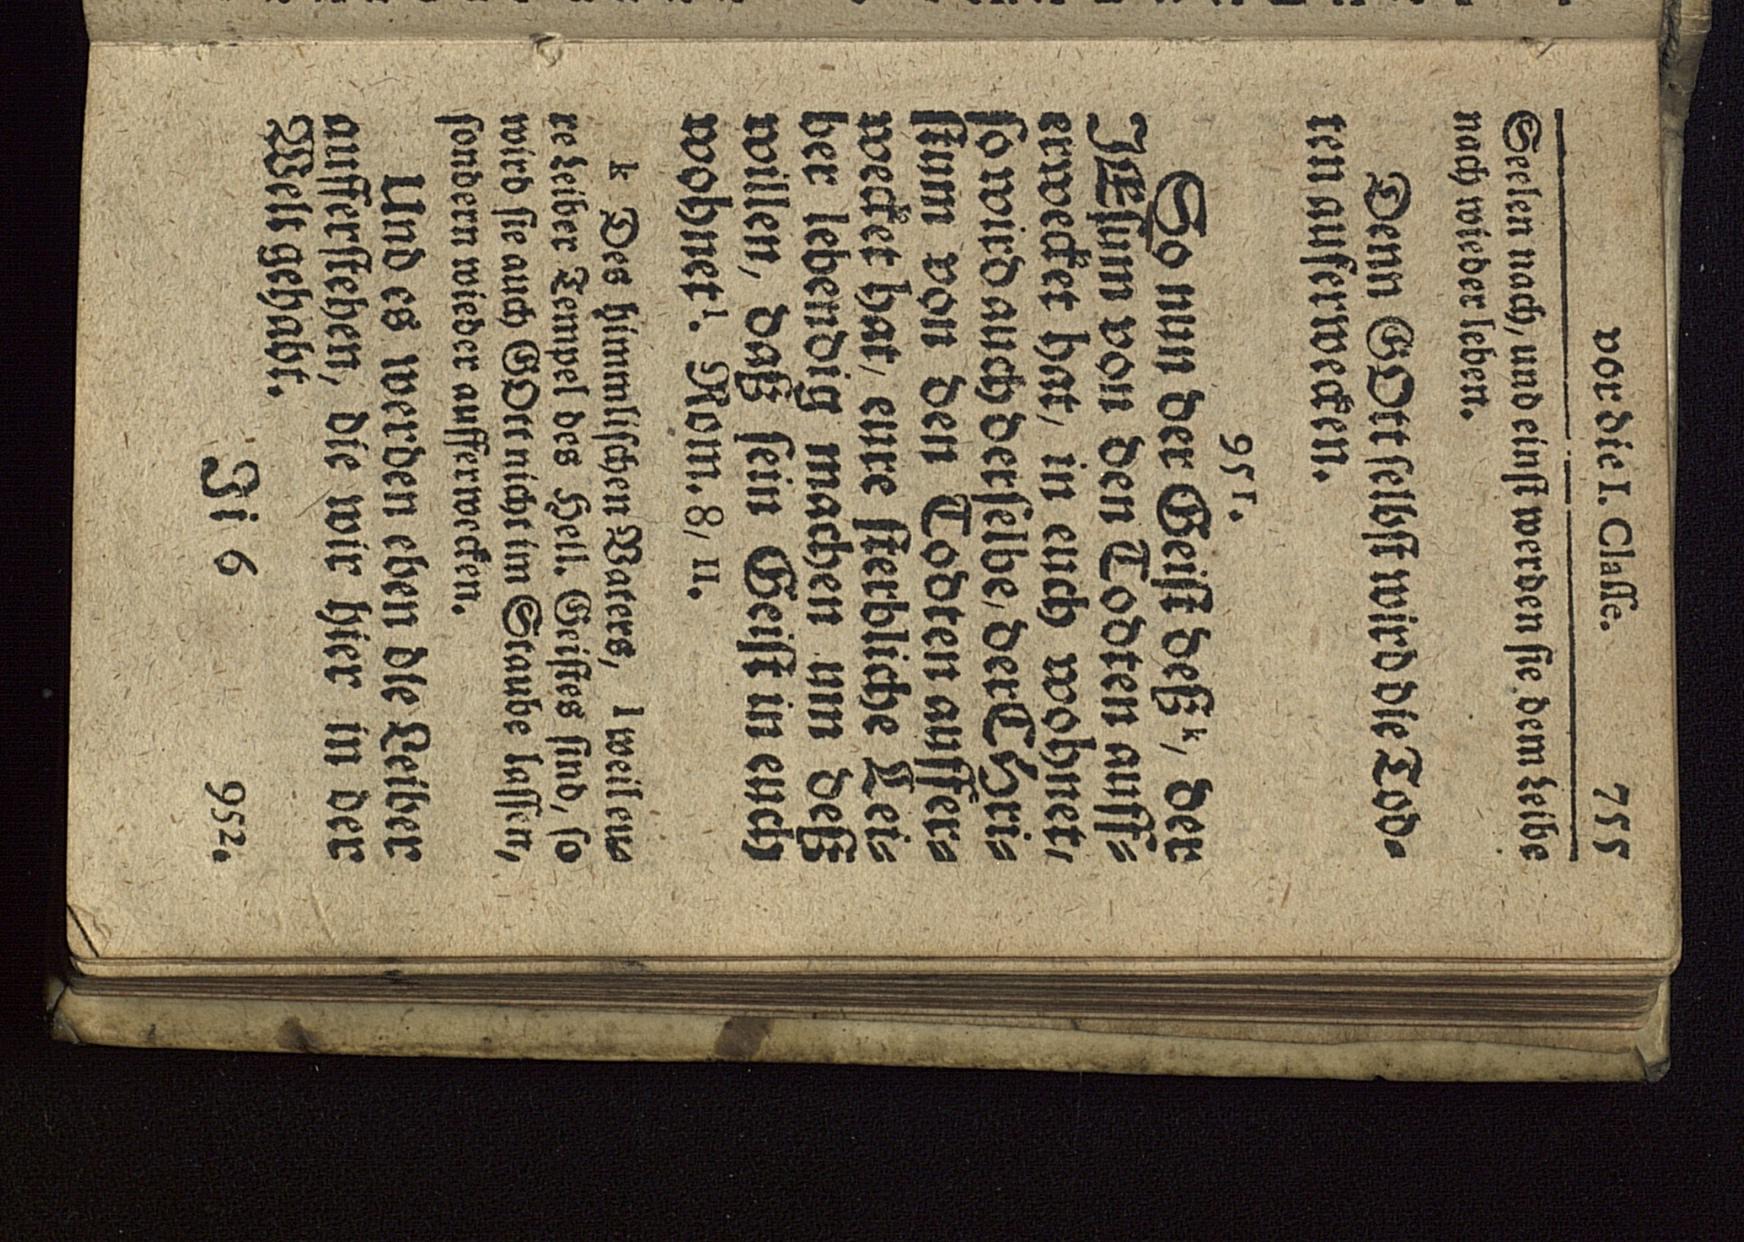 vor die I. Classe. 755
Seelen nach, und einst werden sie dem Leibe
nach wieder leben.
Denn GOtt selbst wird die Tod-
ten auferwecken.
951.
So nun der Geist deß k, der
JEsum von den Todten auff=
erwecket hat, in euch wohnet,
so wird auch derselbe, der CHri=
stum von den Todten auffer=
wecket hat, eure sterbliche Lei=
ber lebendig machen um deß
willen, daß sein Geist in euch
wohnet l. Rom. 8, 11.
k Des himmlischen Vaters, l weil eu=
re Leiber Tempel des Heil. Geistes sind, so
wird sie auch GOtt nicht im Staube lassen,
sondern wieder aufferwecken.
Und es werden eben die Leiber
aufferstehen, die wir hier in der
Welt gehabt.
Ji 6 952.